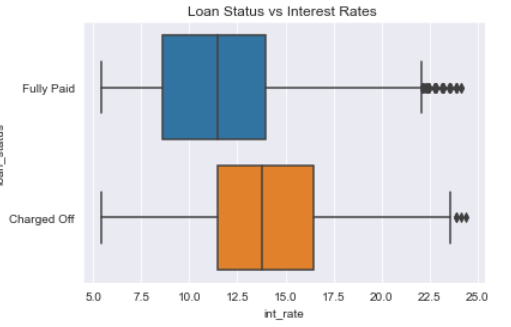 Loan Status vs Interest Rates
Fully Paid
Charged Off
5.0 7.5 10.0 12.5 15.0 17.5 20.0 22.5 25.0
int_rate